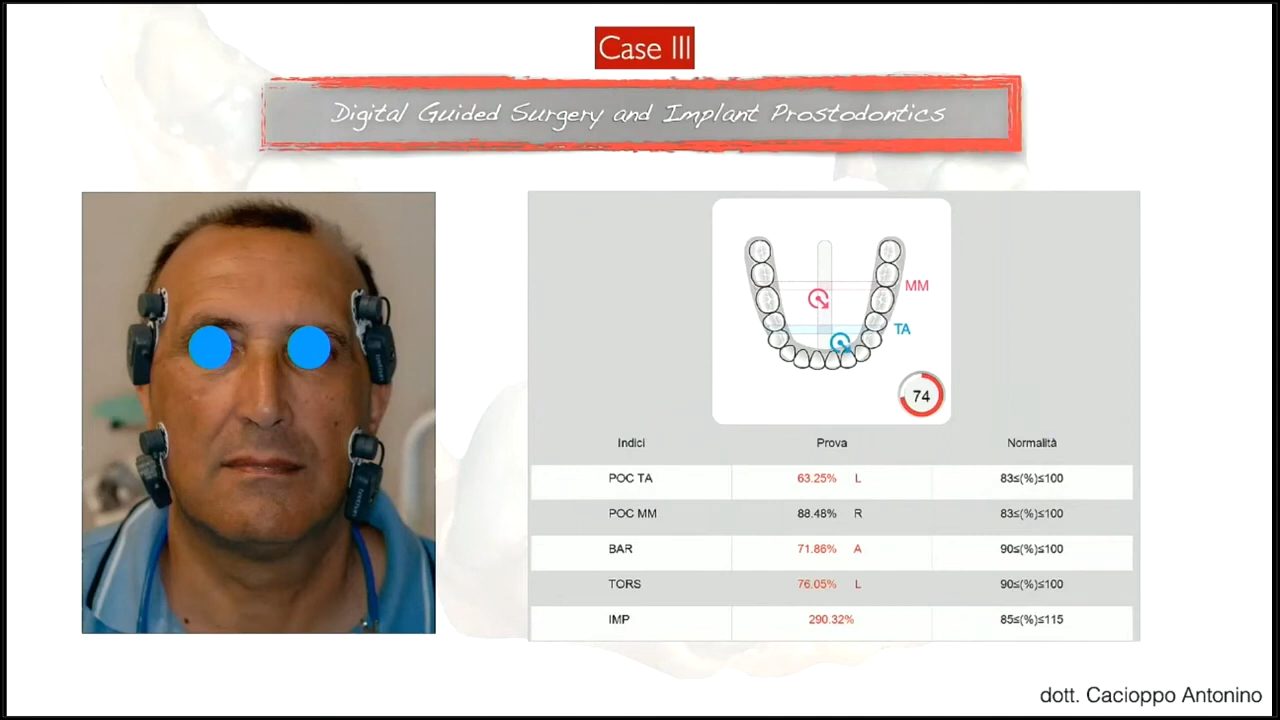 Case III
Digital Guided Surgery and Implant Prostodontics
MM
TA
74
Indici Prova Normalità
POC TA 63.25% L 83≤(%)≤100
POC MM 88.48% R 83≤(%)≤100
BAR 71.86% A 90≤(%)≤100
TORS 76.05% L 90≤(%)≤100
IMP 290.32% 85≤(%)≤115
dott. Cacioppo Antonino